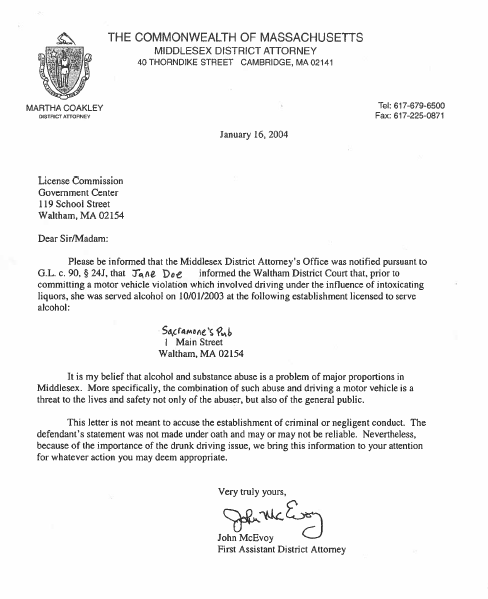 THE COMMONWEALTH OF MASSACHUSETTS
MIDDLESEX DISTRICT ATTORNEY
40 THORNDIKE STREET CAMBRIDGE, MA 02141
MARTHA COAKLEY
DISTRICT ATTORNEY
Tel: 617-679-6500
Fax: 617-225-0871
January 16, 2004
License Commission
Government Center
119 School Street
Waltham, MA 02154
Dear Sir/Madam:
Please be informed that the Middlesex District Attorney's Office was notified pursuant to
G.L. c. 90, § 24J, that Jane Doe informed the Waltham District Court that, prior to
committing a motor vehicle violation which involved driving under the influence of intoxicating
liquors, she was served alcohol on 10/01/2003 at the following establishment licensed to serve
alcohol:
Sacramone's Pub
1 Main Street
Waltham, MA 02154
It is my belief that alcohol and substance abuse is a problem of major proportions in
Middlesex. More specifically, the combination of such abuse and driving a motor vehicle is a
threat to the lives and safety not only of the abuser, but also of the general public.
This letter is not meant to accuse the establishment of criminal or negligent conduct. The
defendant's statement was not made under oath and may or may not be reliable. Nevertheless,
because of the importance of the drunk driving issue, we bring this information to your attention
for whatever action you may deem appropriate.
Very truly yours,
John McEvoy
John McEvoy
First Assistant District Attorney